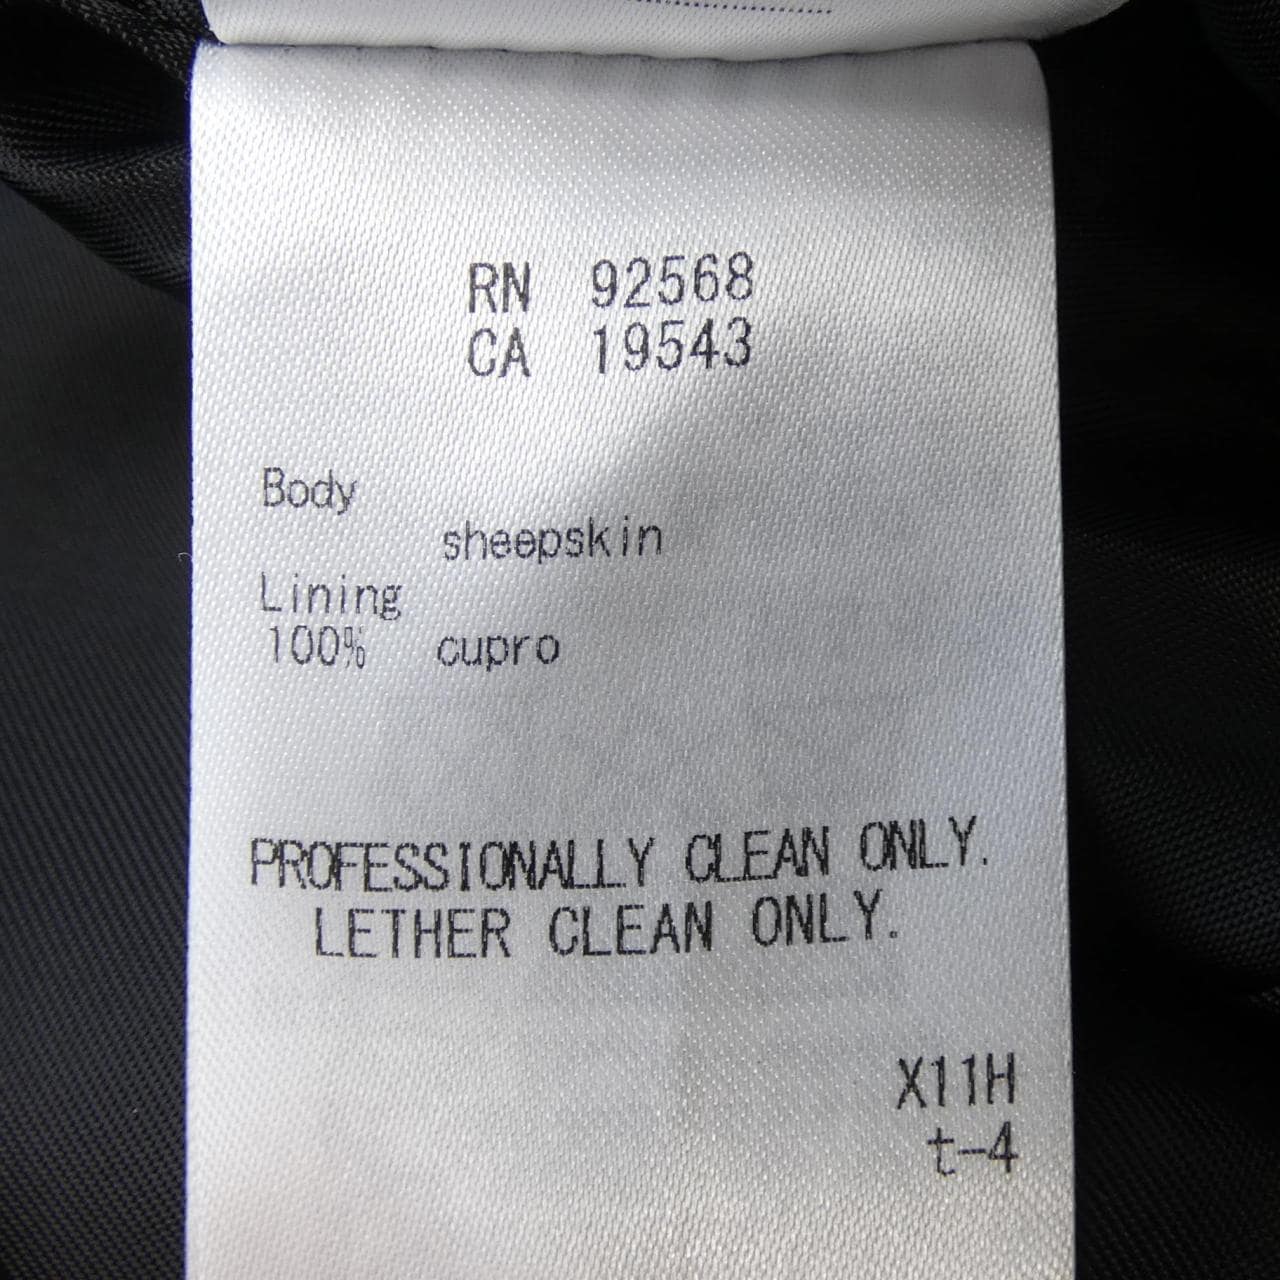 RN 92568
CA 19543
Body
sheepskin
Lining
100% cupro
PROFESSIONALLY CLEAN ONLY.
LETHER CLEAN ONLY.
X11H
t-4